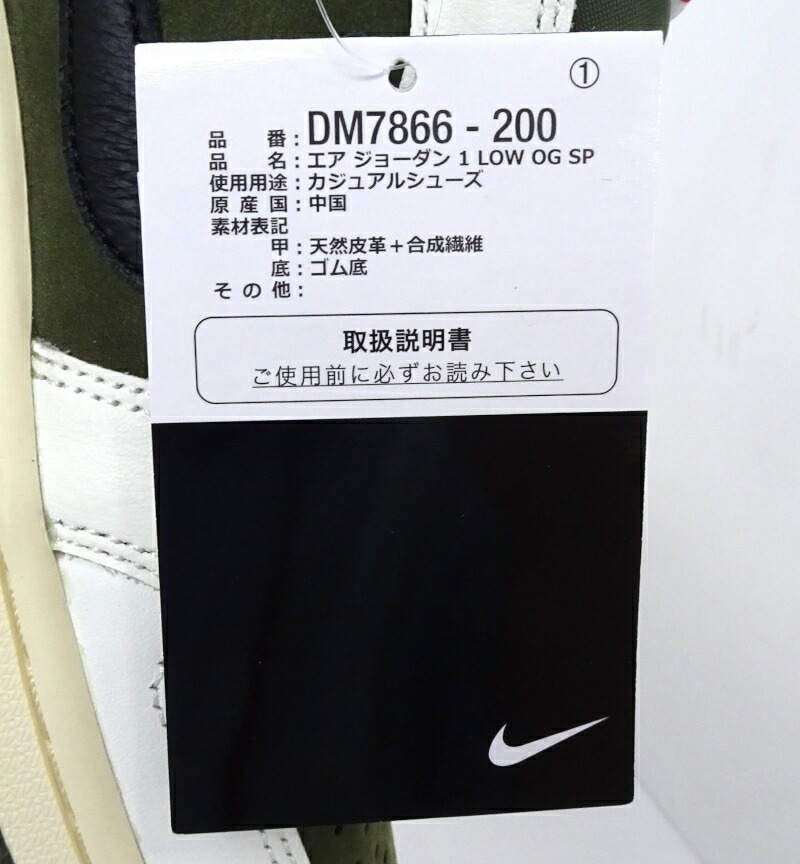 ①
品番：DM7866 - 200
品名：エア ジョーダン 1 LOW OG SP
使用用途：カジュアルシューズ
原産国：中国
素材表記
甲：天然皮革＋合成繊維
底：ゴム底
その他：
取扱説明書
ご使用前に必ずお読み下さい